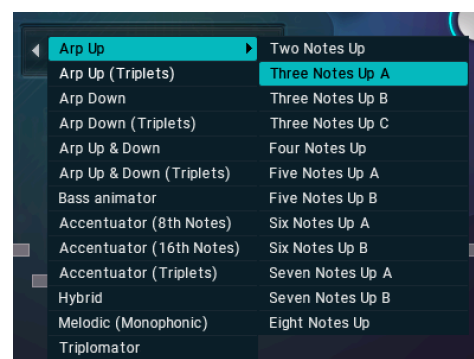 Arp Up
Arp Up (Triplets)
Arp Down
Arp Down (Triplets)
Arp Up & Down
Arp Up & Down (Triplets)
Bass animator
Accentuator (8th Notes)
Accentuator (16th Notes)
Accentuator (Triplets)
Hybrid
Melodic (Monophonic)
Triplomator
Two Notes Up
Three Notes Up A
Three Notes Up B
Three Notes Up C
Four Notes Up
Five Notes Up A
Five Notes Up B
Six Notes Up A
Six Notes Up B
Seven Notes Up A
Seven Notes Up B
Eight Notes Up